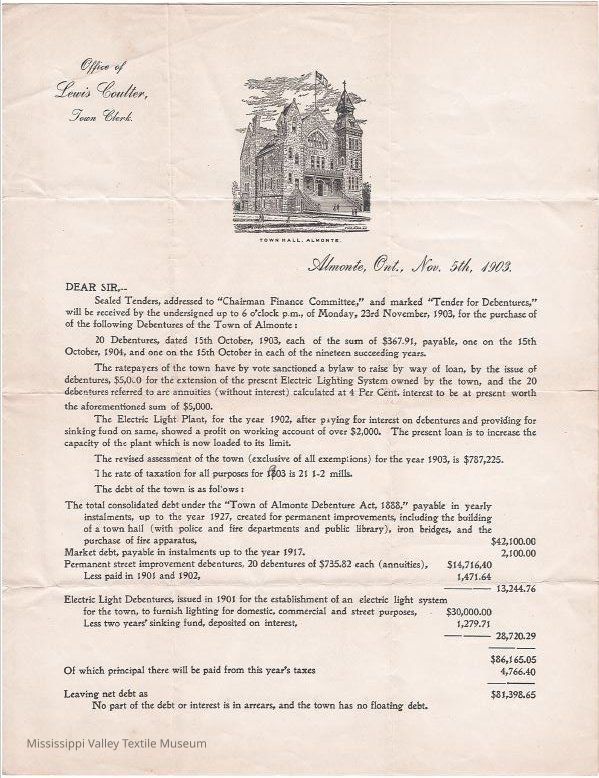 Office of
Lewis Coulter,
Town Clerk.
TOWN HALL, ALMONTE.
Almonte, Ont., Nov. 5th, 1903.
DEAR SIR,--
Sealed Tenders, addressed to "Chairman Finance Committee," and marked "Tender for Debentures,"
will be received by the undersigned up to 6 o'clock p.m., of Monday, 23rd November, 1903, for the purchase of
of the following Debentures of the Town of Almonte :
20 Debentures, dated 15th October, 1903, each of the sum of $367.91, payable, one on the 15th
October, 1904, and one on the 15th October in each of the nineteen succeeding years.
The ratepayers of the town have by vote sanctioned a bylaw to raise by way of loan, by the issue of
debentures, $5,000 for the extension of the present Electric Lighting System owned by the town, and the 20
debentures referred to are annuities (without interest) calculated at 4 Per Cent. interest to be at present worth
the aforementioned sum of $5,000.
The Electric Light Plant, for the year 1902, after paying for interest on debentures and providing for
sinking fund on same, showed a profit on working account of over $2,000. The present loan is to increase the
capacity of the plant which is now loaded to its limit.
The revised assessment of the town (exclusive of all exemptions) for the year 1903, is $787,225.
The rate of taxation for all purposes for 1903 is 21 1-2 mills.
The debt of the town is as follows :
The total consolidated debt under the "Town of Almonte Debenture Act, 1888," payable in yearly
instalments, up to the year 1927, created for permanent improvements, including the building
of a town hall (with police and fire departments and public library), iron bridges, and the
purchase of fire apparatus, $42,100.00
Market debt, payable in instalments up to the year 1917. 2,100.00
Permanent street improvement debentures, 20 debentures of $735.82 each (annuities), $14,716.40
Less paid in 1901 and 1902, 1,471.64
13,244.76
Electric Light Debentures, issued in 1901 for the establishment of an electric light system
for the town, to furnish lighting for domestic, commercial and street purposes, $30,000.00
Less two years' sinking fund, deposited on interest, 1,279.71
28,720.29
$86,165.05
Of which principal there will be paid from this year's taxes 4,766.40
Leaving net debt as $81,398.65
No part of the debt or interest is in arrears, and the town has no floating debt.
Mississippi Valley Textile Museum